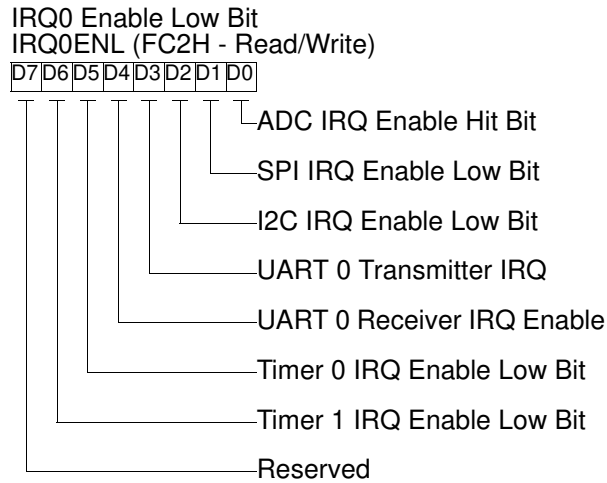 IRQ0 Enable Low Bit
IRQ0ENL (FC2H - Read/Write)
D7 D6 D5 D4 D3 D2 D1 D0
ADC IRQ Enable Hit Bit
SPI IRQ Enable Low Bit
I2C IRQ Enable Low Bit
UART 0 Transmitter IRQ
UART 0 Receiver IRQ Enable
Timer 0 IRQ Enable Low Bit
Timer 1 IRQ Enable Low Bit
Reserved